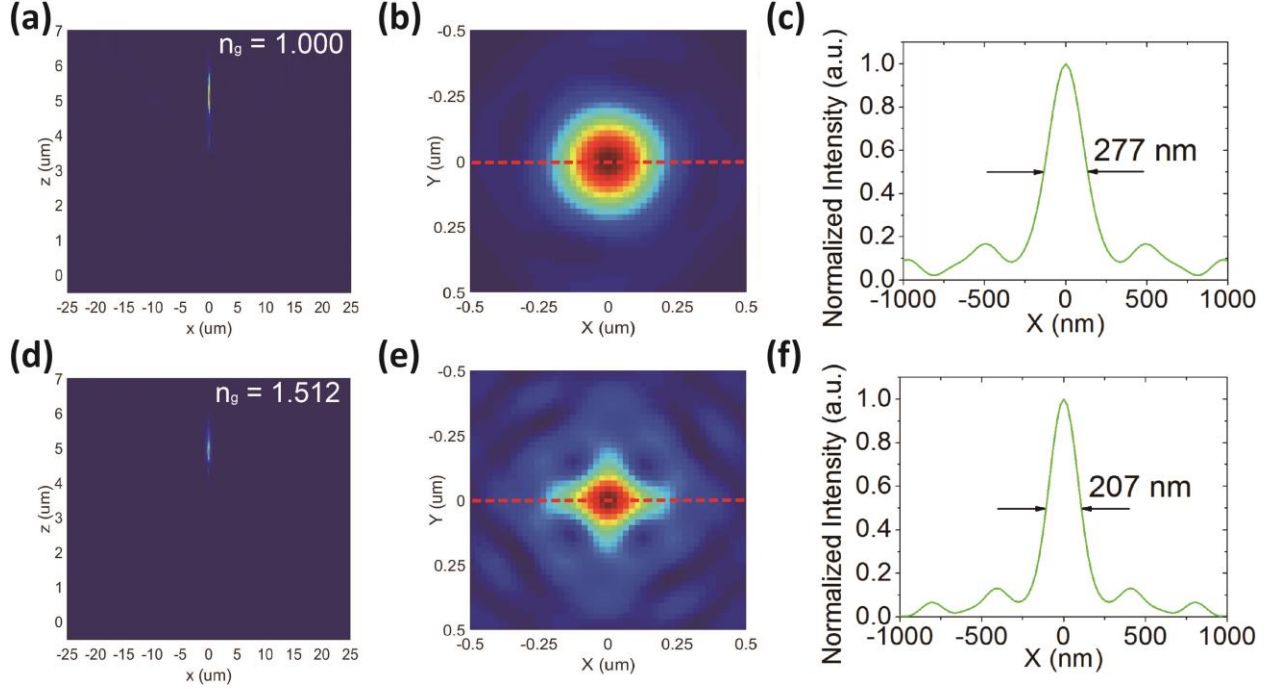 (a)
n_g = 1.000
7
6
5
4
3
2
1
0
z (um)
-25 -20 -15 -10 -5 0 5 10 15 20 25
x (um)
(b)
-0.5
-0.25
0
0.25
0.5
Y (um)
-0.5 -0.25 0 0.25 0.5
X (um)
(c)
1.0
0.8
0.6
0.4
0.2
0.0
Normalized Intensity (a.u.)
277 nm
-1000 -500 0 500 1000
X (nm)
(d)
n_g = 1.512
7
6
5
4
3
2
1
0
z (um)
-25 -20 -15 -10 -5 0 5 10 15 20 25
x (um)
(e)
-0.5
-0.25
0
0.25
0.5
Y (um)
-0.5 -0.25 0 0.25 0.5
X (um)
(f)
1.0
0.8
0.6
0.4
0.2
0.0
Normalized Intensity (a.u.)
207 nm
-1000 -500 0 500 1000
X (nm)